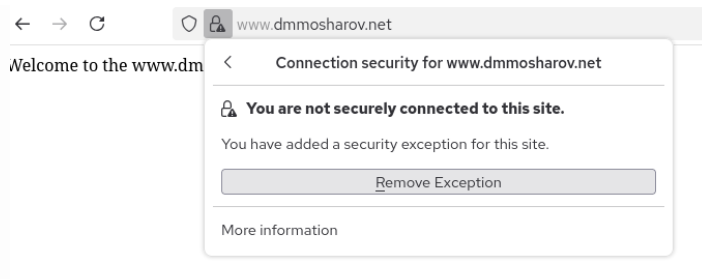 www.dmmosharov.net
Connection security for www.dmmosharov.net
Welcome to the www.dm
You are not securely connected to this site.
You have added a security exception for this site.
Remove Exception
More information